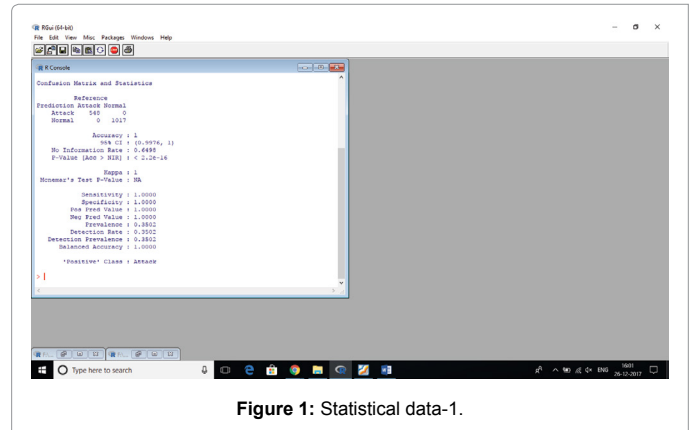 RGui (64-bit)
File Edit View Misc Packages Windows Help
R Console
Confusion Matrix and Statistics
Reference
Prediction Attack Normal
Attack 548 0
Normal 0 1017
Accuracy : 1
95% CI : (0.9976, 1)
No Information Rate : 0.6498
P-Value [Acc > NIR] : < 2.2e-16
Kappa : 1
Mcnemar's Test P-Value : NA
Sensitivity : 1.0000
Specificity : 1.0000
Pos Pred Value : 1.0000
Neg Pred Value : 1.0000
Prevalence : 0.3502
Detection Rate : 0.3502
Detection Prevalence : 0.3502
Balanced Accuracy : 1.0000
'Positive' Class : Attack
>
Type here to search
ENG
16:01
26-12-2017
Figure 1: Statistical data-1.